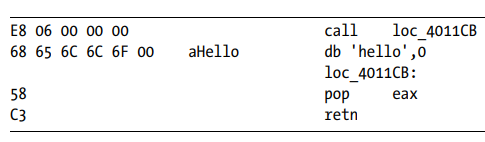 E8 06 00 00 00 call loc_4011CB
68 65 6C 6C 6F 00 aHello db 'hello',0
loc_4011CB:
58 pop eax
C3 retn